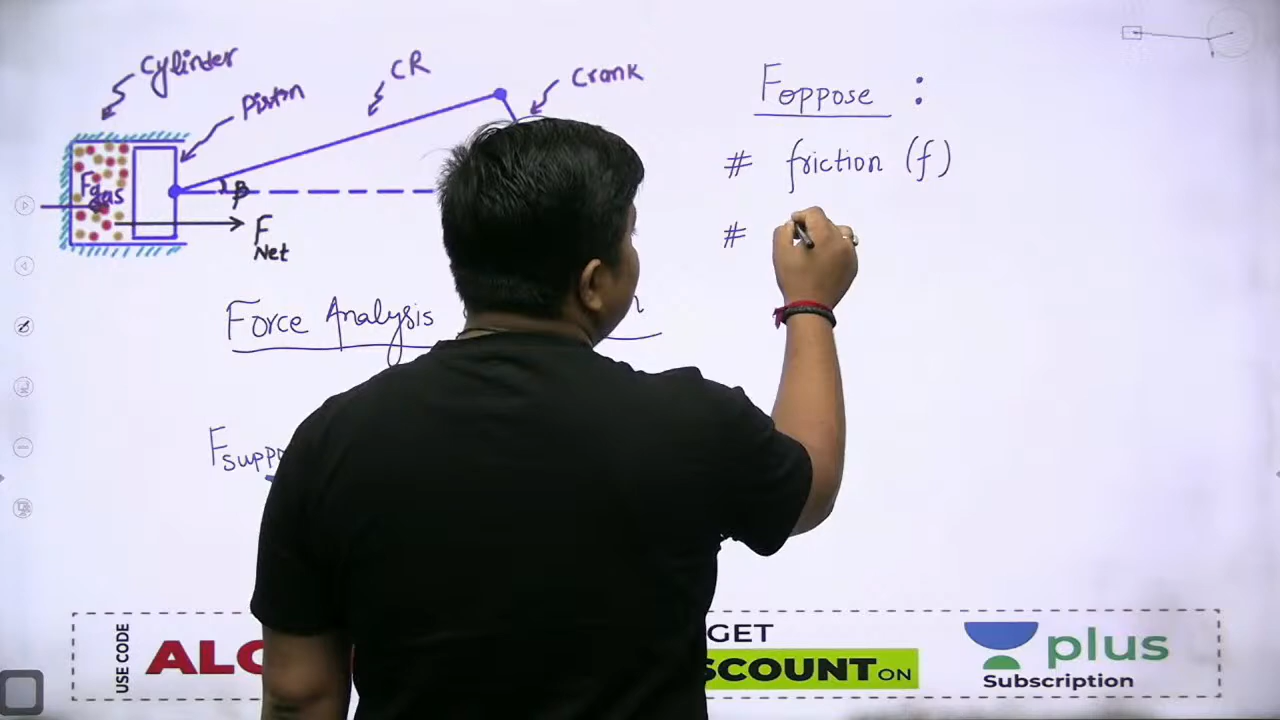 Cylinder
Piston
CR
Crank
Fgas
β
F Net
Force Analysis
Fsupp
Foppose :
# friction (f)
#
USE CODE
GET
SCOUNT ON
plus
Subscription